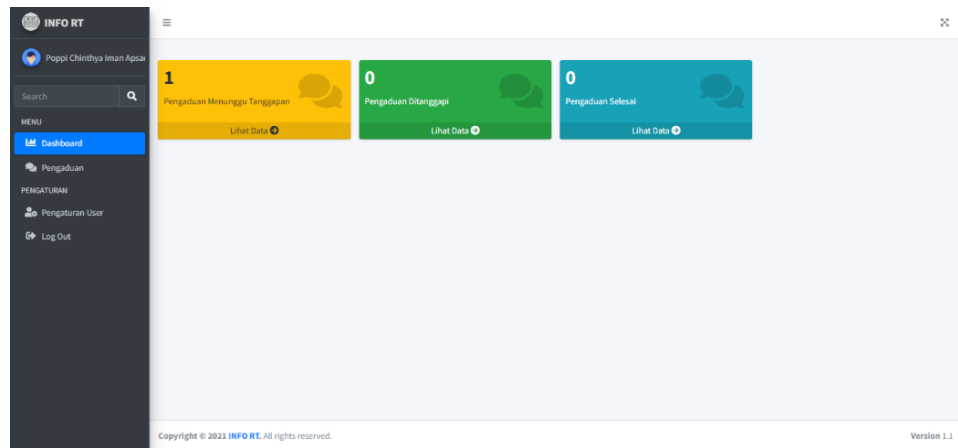 INFO RT
Poppi Chinthya Iman Apsar
Search
MENU
Dashboard
Pengaduan
PENGATURAN
Pengaturan User
Log Out
1
Pengaduan Menunggu Tanggapan
Lihat Data
0
Pengaduan Ditanggapi
Lihat Data
0
Pengaduan Selesai
Lihat Data
Copyright © 2021 INFO RT. All rights reserved.
Version 1.1